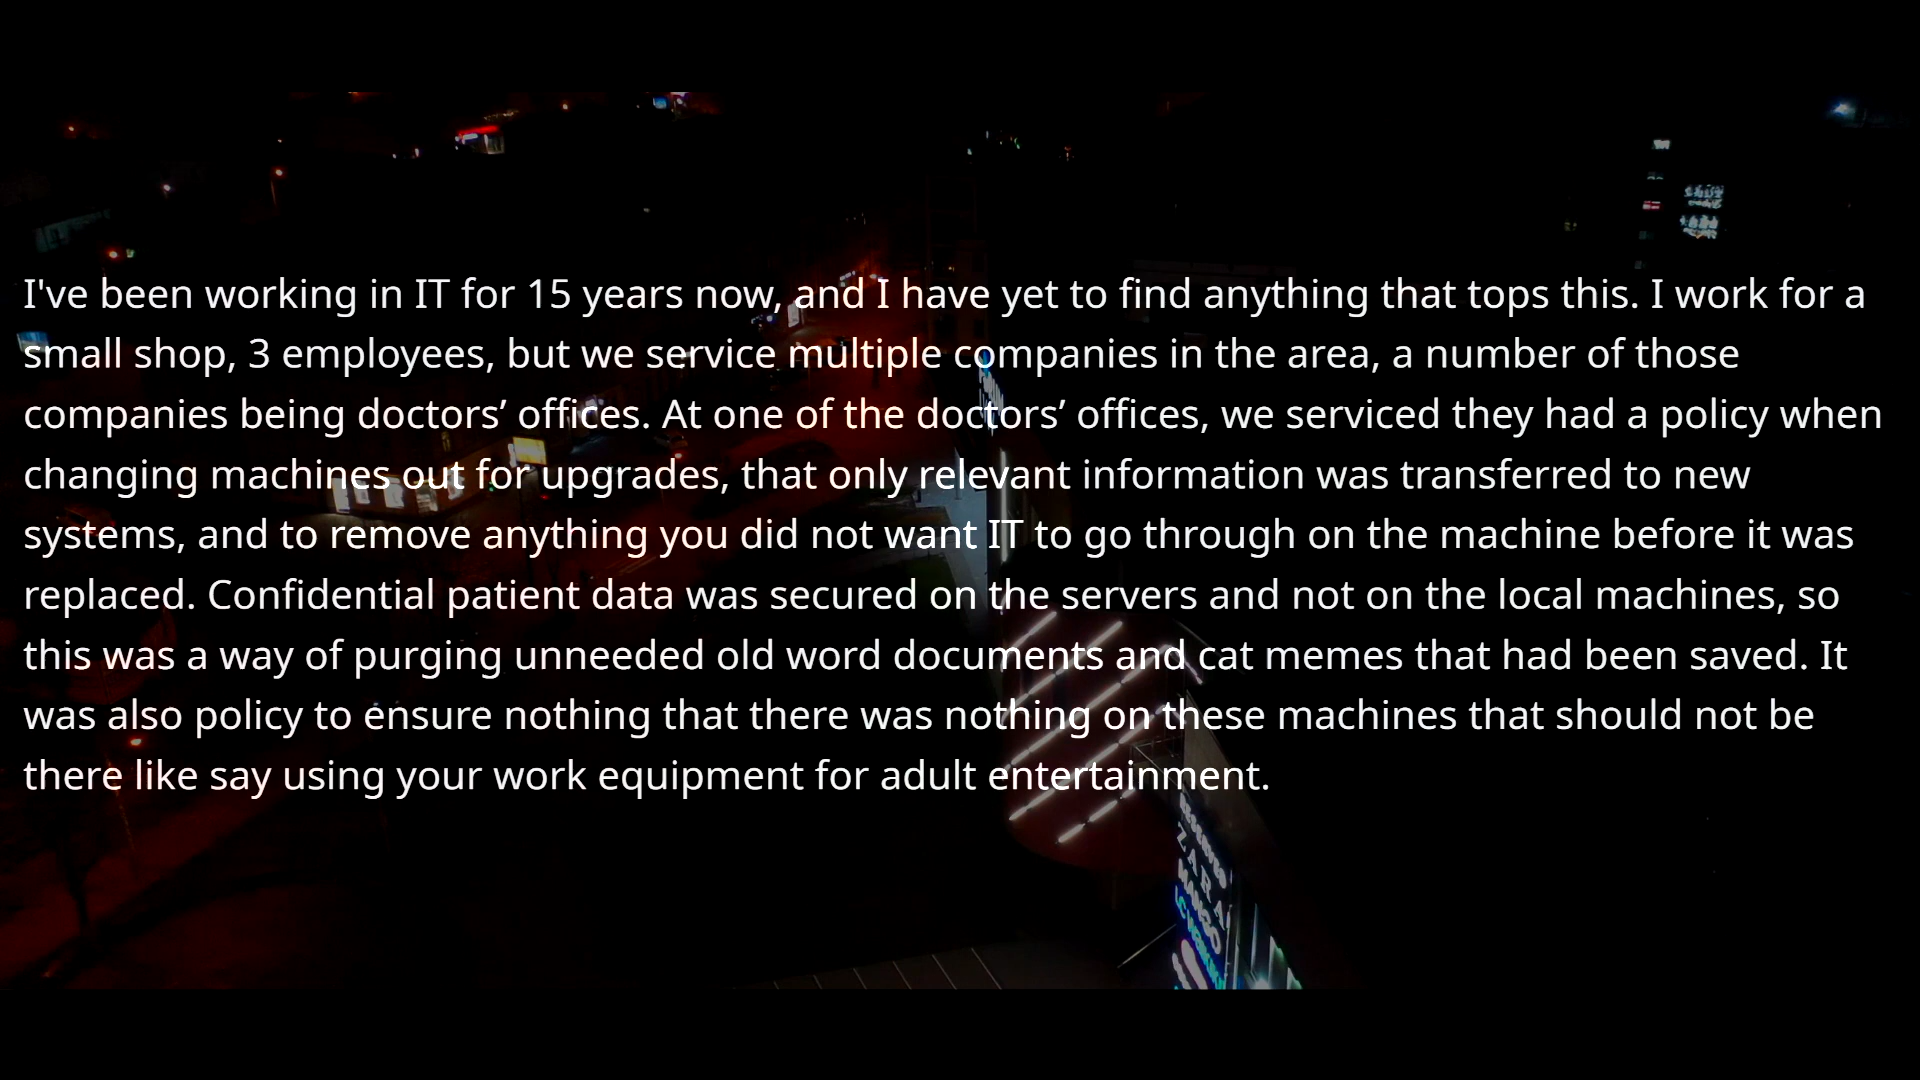 I've been working in IT for 15 years now, and I have yet to find anything that tops this. I work for a
small shop, 3 employees, but we service multiple companies in the area, a number of those
companies being doctors’ offices. At one of the doctors’ offices, we serviced they had a policy when
changing machines out for upgrades, that only relevant information was transferred to new
systems, and to remove anything you did not want IT to go through on the machine before it was
replaced. Confidential patient data was secured on the servers and not on the local machines, so
this was a way of purging unneeded old word documents and cat memes that had been saved. It
was also policy to ensure nothing that there was nothing on these machines that should not be
there like say using your work equipment for adult entertainment.
ZARA
MANGO